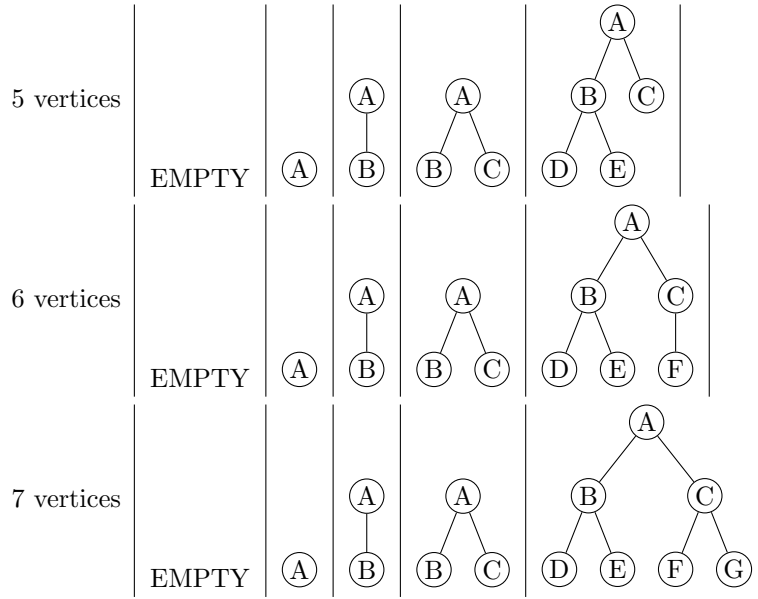 A
5 vertices A A B C
EMPTY A B B C D E
A
6 vertices A A B C
EMPTY A B B C D E F
A
7 vertices A A B C
EMPTY A B B C D E F G